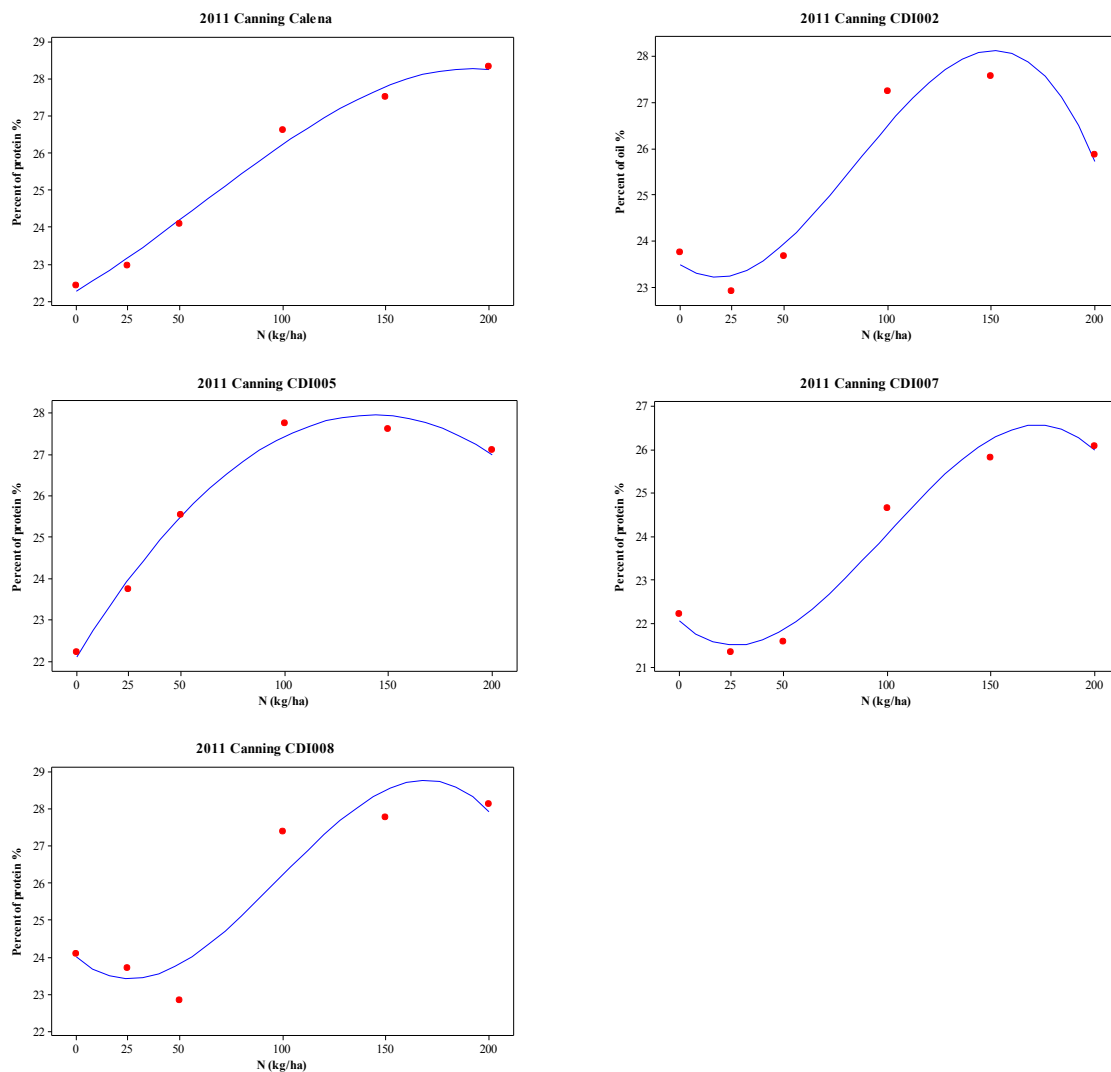 2011 Canning Calena
Percent of protein %
29
28
27
26
25
24
23
22
0 25 50 100 150 200
N (kg/ha)
2011 Canning CDI002
Percent of oil %
28
27
26
25
24
23
0 25 50 100 150 200
N (kg/ha)
2011 Canning CDI005
Percent of protein %
28
27
26
25
24
23
22
0 25 50 100 150 200
N (kg/ha)
2011 Canning CDI007
Percent of protein %
27
26
25
24
23
22
21
0 25 50 100 150 200
N (kg/ha)
2011 Canning CDI008
Percent of protein %
29
28
27
26
25
24
23
22
0 25 50 100 150 200
N (kg/ha)